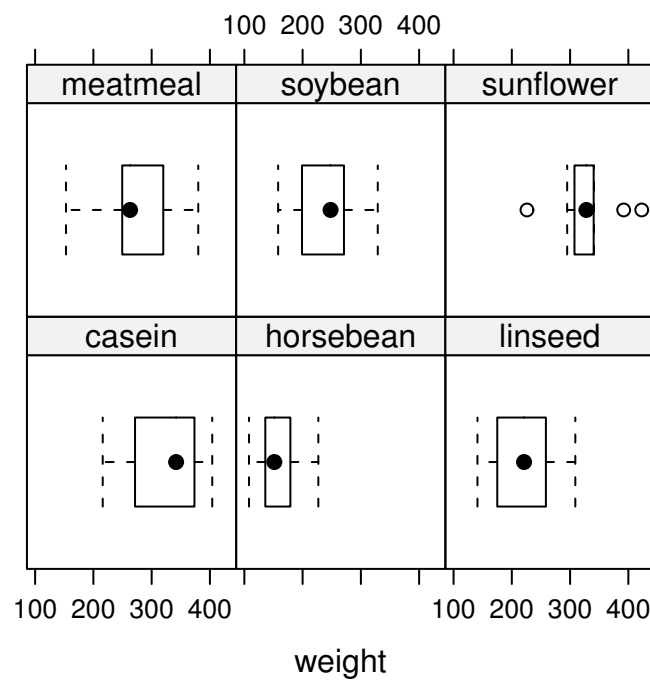 100 200 300 400
meatmeal soybean sunflower
casein horsebean linseed
100 200 300 400 100 200 300 400
weight